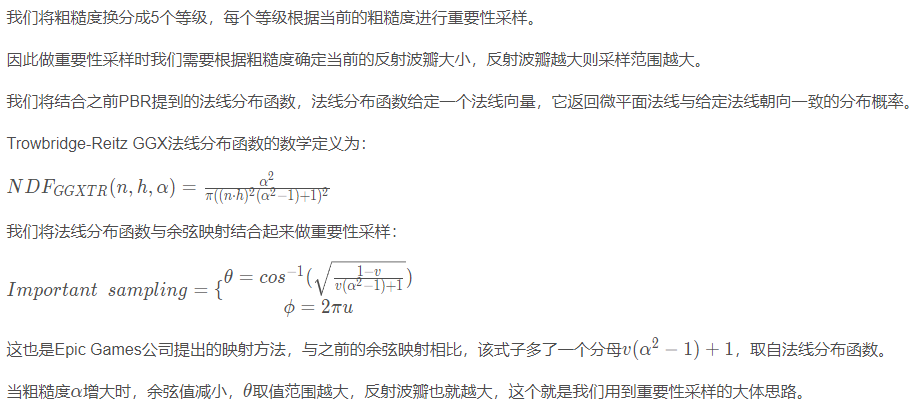 我们将粗糙度换分成5个等级，每个等级根据当前的粗糙度进行重要性采样。
因此做重要性采样时我们需要根据粗糙度确定当前的反射波瓣大小，反射波瓣越大则采样范围越大。
我们将结合之前PBR提到的法线分布函数，法线分布函数给定一个法线向量，它返回微平面法线与给定法线朝向一致的分布概率。
Trowbridge-Reitz GGX法线分布函数的数学定义为：
$NDF_{GGXTR}(n,h,\alpha)=\frac{\alpha^2}{\pi((n\cdot h)^2(\alpha^2-1)+1)^2}$
我们将法线分布函数与余弦映射结合起来做重要性采样：
$Important\ \ sampling=\{^{\theta=cos^{-1}(\sqrt{\frac{1-v}{v(\alpha^2-1)+1}})}_{\phi=2\pi u}$
这也是Epic Games公司提出的映射方法，与之前的余弦映射相比，该式子多了一个分母$v(\alpha^2-1)+1$，取自法线分布函数。
当粗糙度$\alpha$增大时，余弦值减小，$\theta$取值范围越大，反射波瓣也就越大，这个就是我们用到重要性采样的大体思路。